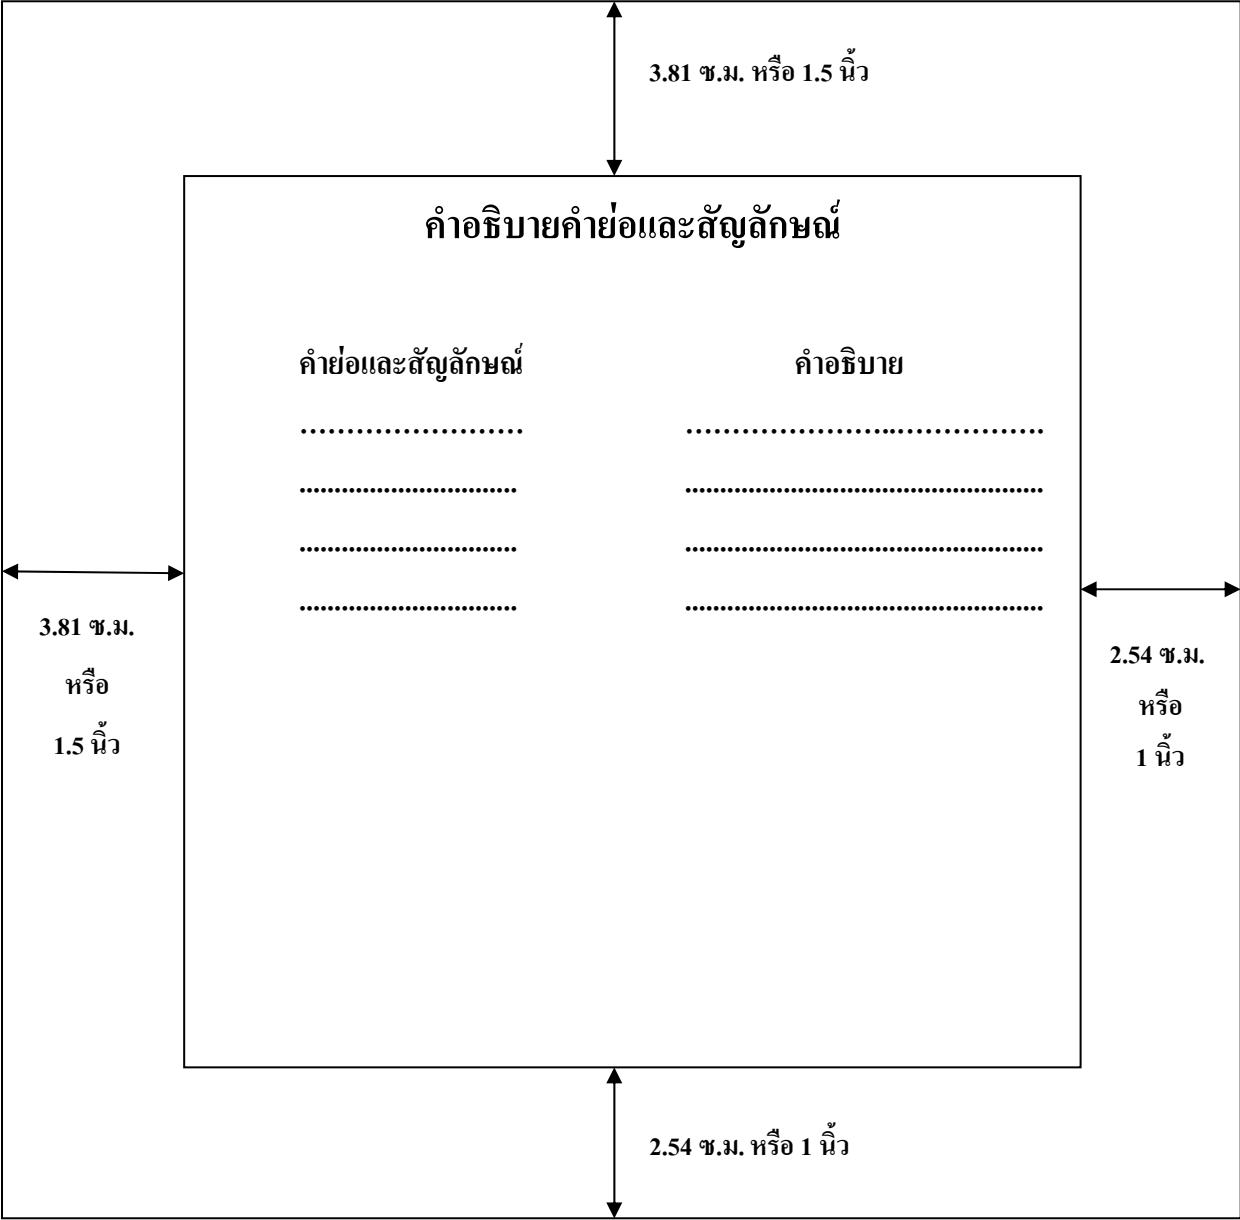 3.81 ซ.ม. หรือ 1.5 นิ้ว
คำอธิบายคำย่อและสัญลักษณ์
คำย่อและสัญลักษณ์ คำอธิบาย
........................ ......................................
............................... ...................................................
............................... ...................................................
............................... ...................................................
3.81 ซ.ม.
หรือ
1.5 นิ้ว
2.54 ซ.ม.
หรือ
1 นิ้ว
2.54 ซ.ม. หรือ 1 นิ้ว